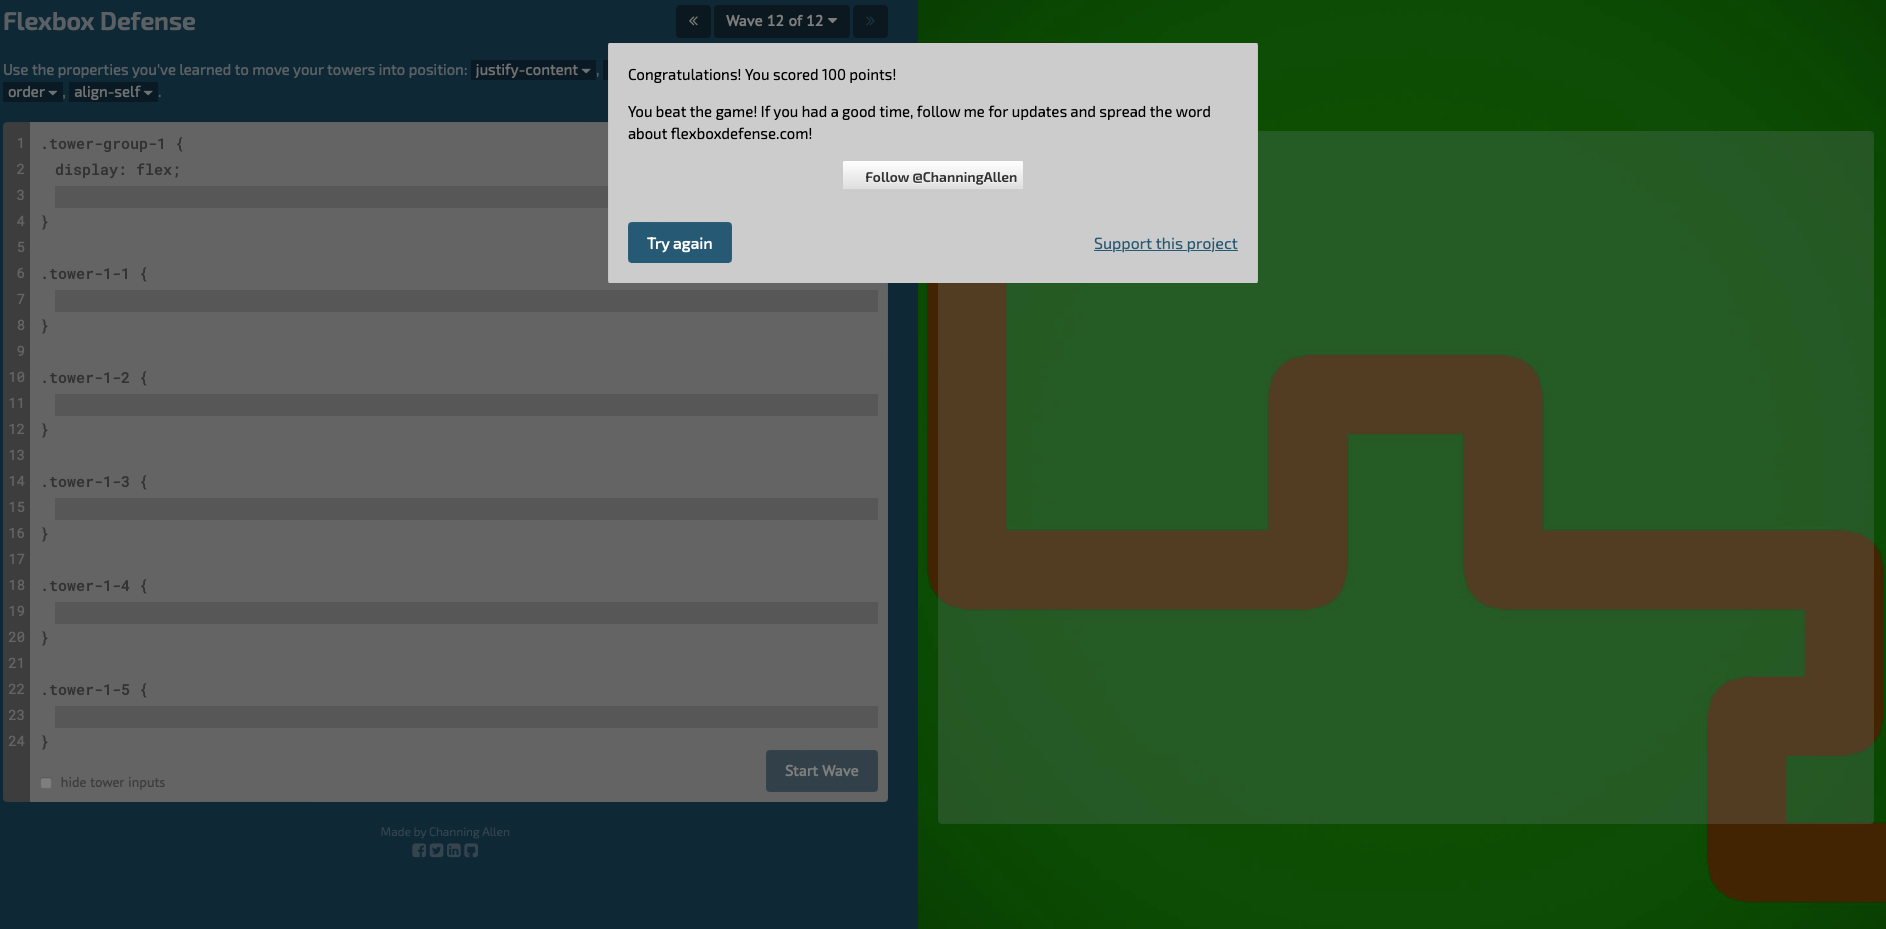 Flexbox Defense
« Wave 12 of 12 »
Use the properties you've learned to move your towers into position: justify-content ,
order , align-self .
Congratulations! You scored 100 points!
You beat the game! If you had a good time, follow me for updates and spread the word
about flexboxdefense.com!
Follow @ChanningAllen
Try again
Support this project
1 .tower-group-1 {
2 display: flex;
3
4 }
5
6 .tower-1-1 {
7
8 }
9
10 .tower-1-2 {
11
12 }
13
14 .tower-1-3 {
15
16 }
17
18 .tower-1-4 {
19
20 }
21
22 .tower-1-5 {
23
24 }
hide tower inputs
Start Wave
Made by Channing Allen